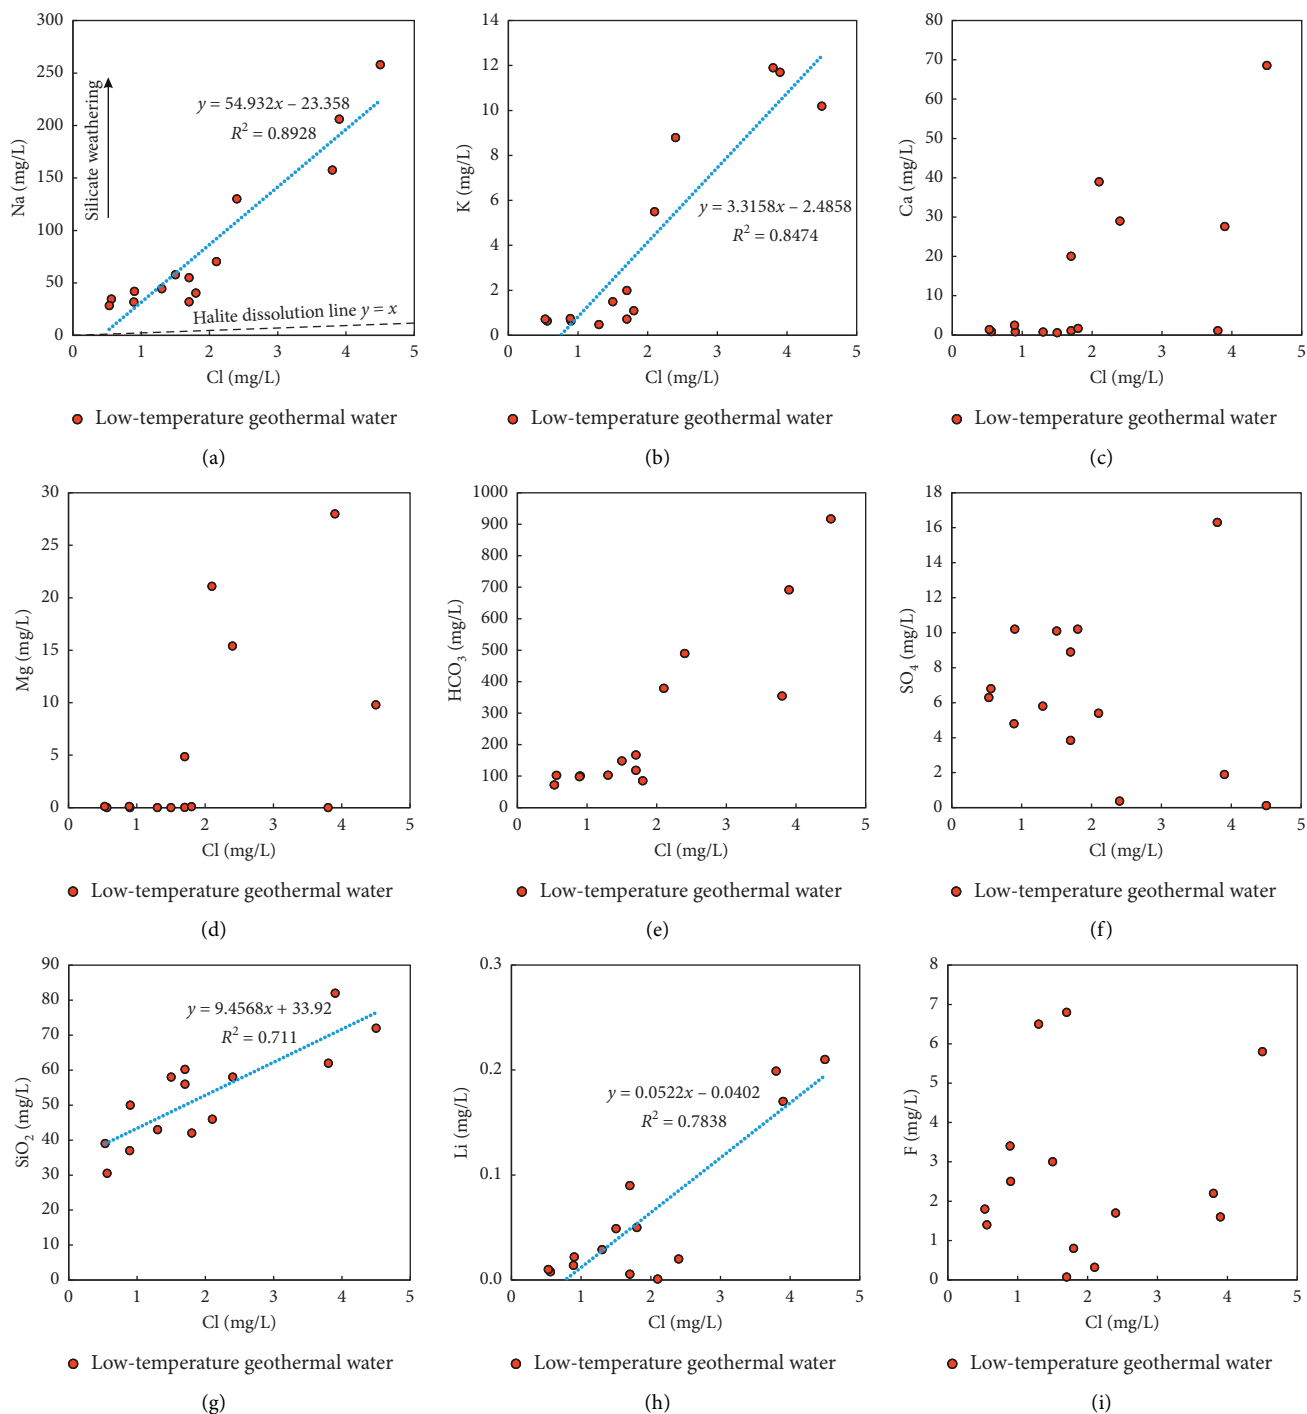 300
250
200
150
100
50
0
Na (mg/L)
Silicate weathering
y = 54.932x – 23.358
R² = 0.8928
Halite dissolution line y = x
1 2 3 4 5
Cl (mg/L)
Low-temperature geothermal water
(a)
14
12
10
8
6
4
2
0
K (mg/L)
y = 3.3158x – 2.4858
R² = 0.8474
0 1 2 3 4 5
Cl (mg/L)
Low-temperature geothermal water
(b)
80
70
60
50
40
30
20
10
0
Ca (mg/L)
0 1 2 3 4 5
Cl (mg/L)
Low-temperature geothermal water
(c)
30
25
20
15
10
5
0
Mg (mg/L)
0 1 2 3 4 5
Cl (mg/L)
Low-temperature geothermal water
(d)
1000
900
800
700
600
500
400
300
200
100
0
HCO₃ (mg/L)
0 1 2 3 4 5
Cl (mg/L)
Low-temperature geothermal water
(e)
18
16
14
12
10
8
6
4
2
0
SO₄ (mg/L)
0 1 2 3 4 5
Cl (mg/L)
Low-temperature geothermal water
(f)
90
80
70
60
50
40
30
20
10
0
SiO₂ (mg/L)
y = 9.4568x + 33.92
R² = 0.711
0 1 2 3 4 5
Cl (mg/L)
Low-temperature geothermal water
(g)
0.3
0.2
0.1
0.0
Li (mg/L)
y = 0.0522x – 0.0402
R² = 0.7838
0 1 2 3 4 5
Cl (mg/L)
Low-temperature geothermal water
(h)
8
7
6
5
4
3
2
1
0
F (mg/L)
0 1 2 3 4 5
Cl (mg/L)
Low-temperature geothermal water
(i)